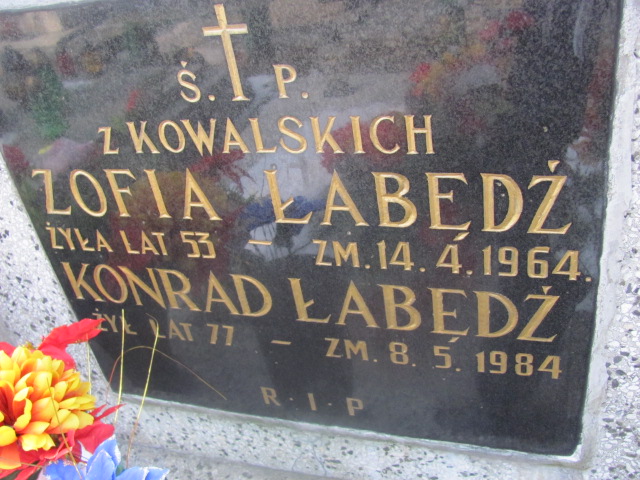 Ś. P.
Z KOWALSKICH
ZOFIA ŁABĘDŹ
ŻYŁA LAT 53 – ZM. 14. 4. 1964.
KONRAD ŁABĘDŹ
ŻYŁ LAT 77 – ZM. 8. 5. 1984
R · I · P